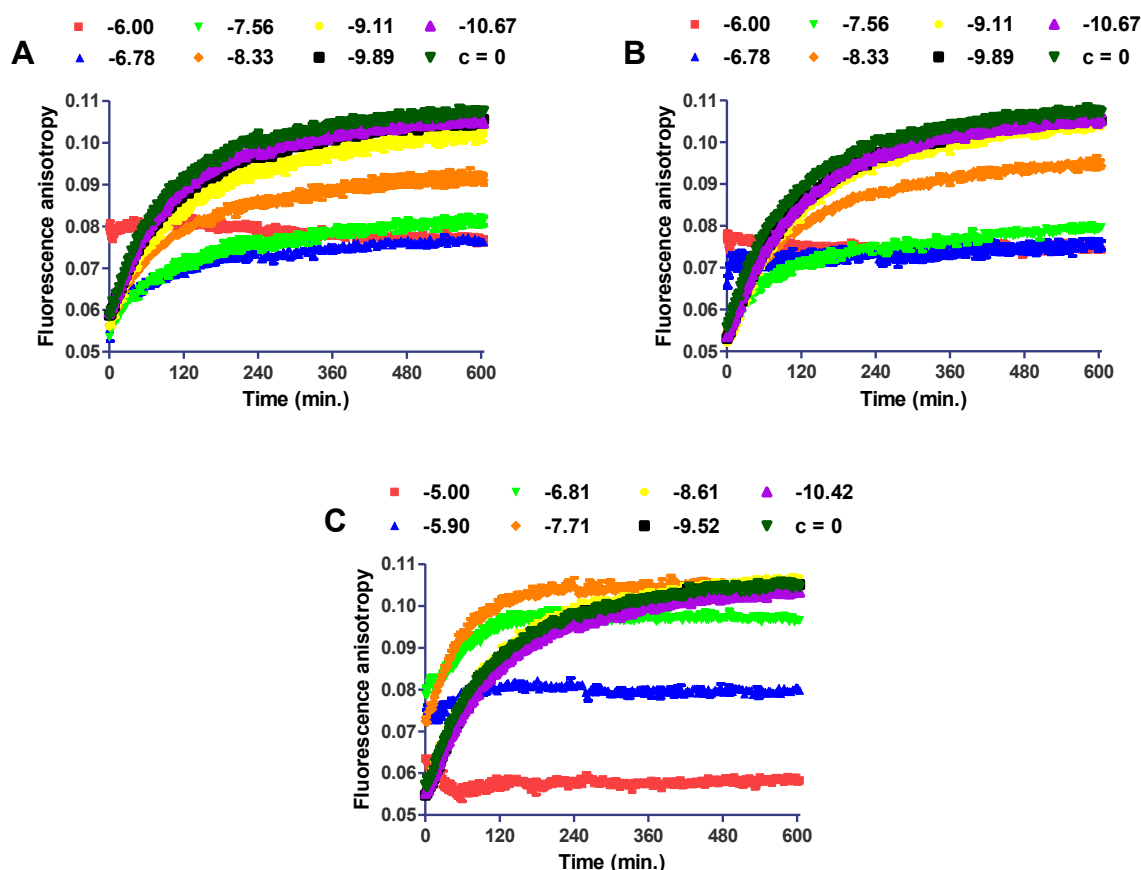 -6.00 -7.56 -9.11 -10.67
-6.78 -8.33 -9.89 c = 0
A
Fluorescence anisotropy
0.11
0.10
0.09
0.08
0.07
0.06
0.05
0 120 240 360 480 600
Time (min.)
-6.00 -7.56 -9.11 -10.67
-6.78 -8.33 -9.89 c = 0
B
Fluorescence anisotropy
0.11
0.10
0.09
0.08
0.07
0.06
0.05
0 120 240 360 480 600
Time (min.)
-5.00 -6.81 -8.61 -10.42
-5.90 -7.71 -9.52 c = 0
C
Fluorescence anisotropy
0.11
0.10
0.09
0.08
0.07
0.06
0.05
0 120 240 360 480 600
Time (min.)